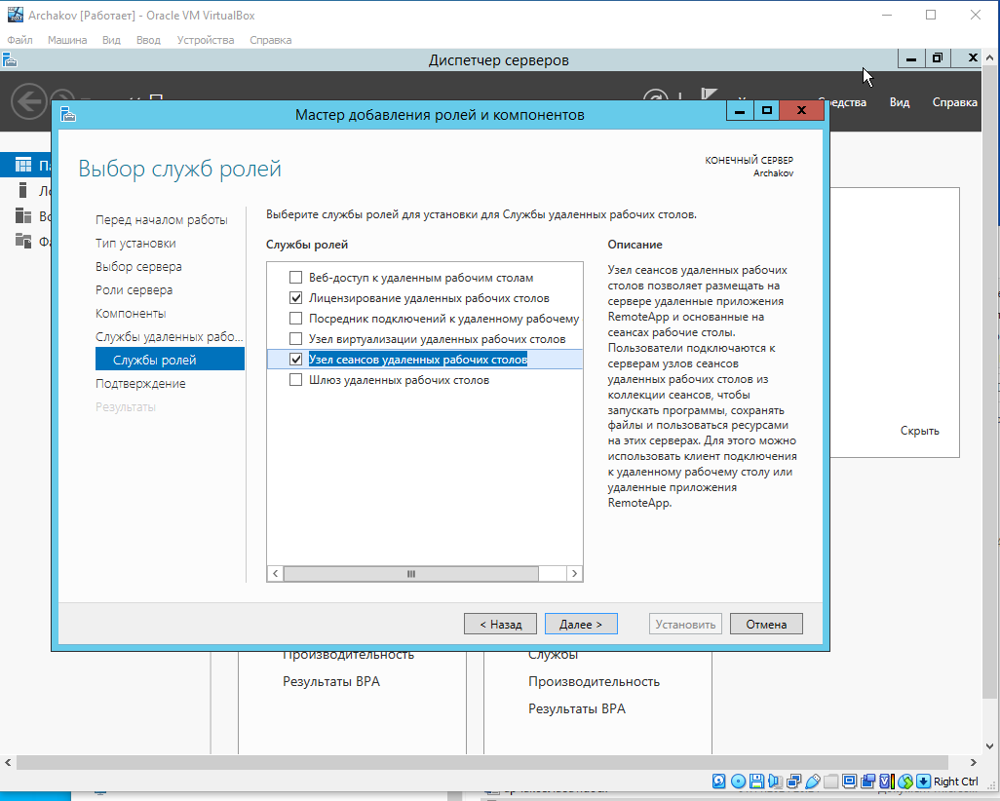 Archakov [Работает] - Oracle VM VirtualBox
Файл Машина Вид Ввод Устройства Справка
Диспетчер серверов
Средства Вид Справка
Мастер добавления ролей и компонентов
Выбор служб ролей
КОНЕЧНЫЙ СЕРВЕР
Archakov
Перед началом работы
Тип установки
Выбор сервера
Роли сервера
Компоненты
Службы удаленных рабо...
Службы ролей
Подтверждение
Результаты
Выберите службы ролей для установки для Службы удаленных рабочих столов.
Службы ролей
Веб-доступ к удаленным рабочим столам
Лицензирование удаленных рабочих столов
Посредник подключений к удаленному рабочему
Узел виртуализации удаленных рабочих столов
Узел сеансов удаленных рабочих столов
Шлюз удаленных рабочих столов
Описание
Узел сеансов удаленных рабочих
столов позволяет размещать на
сервере удаленные приложения
RemoteApp и основанные на
сеансах рабочие столы.
Пользователи подключаются к
серверам узлов сеансов
удаленных рабочих столов из
коллекции сеансов, чтобы
запускать программы, сохранять
файлы и пользоваться ресурсами
на этих серверах. Для этого можно
использовать клиент подключения
к удаленному рабочему столу или
удаленные приложения
RemoteApp.
Скрыть
< Назад Далее > Установить Отмена
Производительность
Результаты BPA
Службы
Производительность
Результаты BPA
Right Ctrl